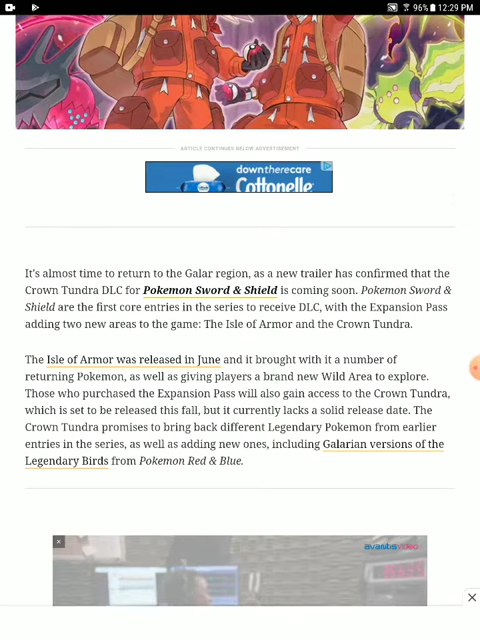 96% 12:29 PM
ARTICLE CONTINUES BELOW ADVERTISEMENT
downtherecare
Cottonelle
It's almost time to return to the Galar region, as a new trailer has confirmed that the
Crown Tundra DLC for Pokemon Sword & Shield is coming soon. Pokemon Sword &
Shield are the first core entries in the series to receive DLC, with the Expansion Pass
adding two new areas to the game: The Isle of Armor and the Crown Tundra.
The Isle of Armor was released in June and it brought with it a number of
returning Pokemon, as well as giving players a brand new Wild Area to explore.
Those who purchased the Expansion Pass will also gain access to the Crown Tundra,
which is set to be released this fall, but it currently lacks a solid release date. The
Crown Tundra promises to bring back different Legendary Pokemon from earlier
entries in the series, as well as adding new ones, including Galarian versions of the
Legendary Birds from Pokemon Red & Blue.
avantisvideo